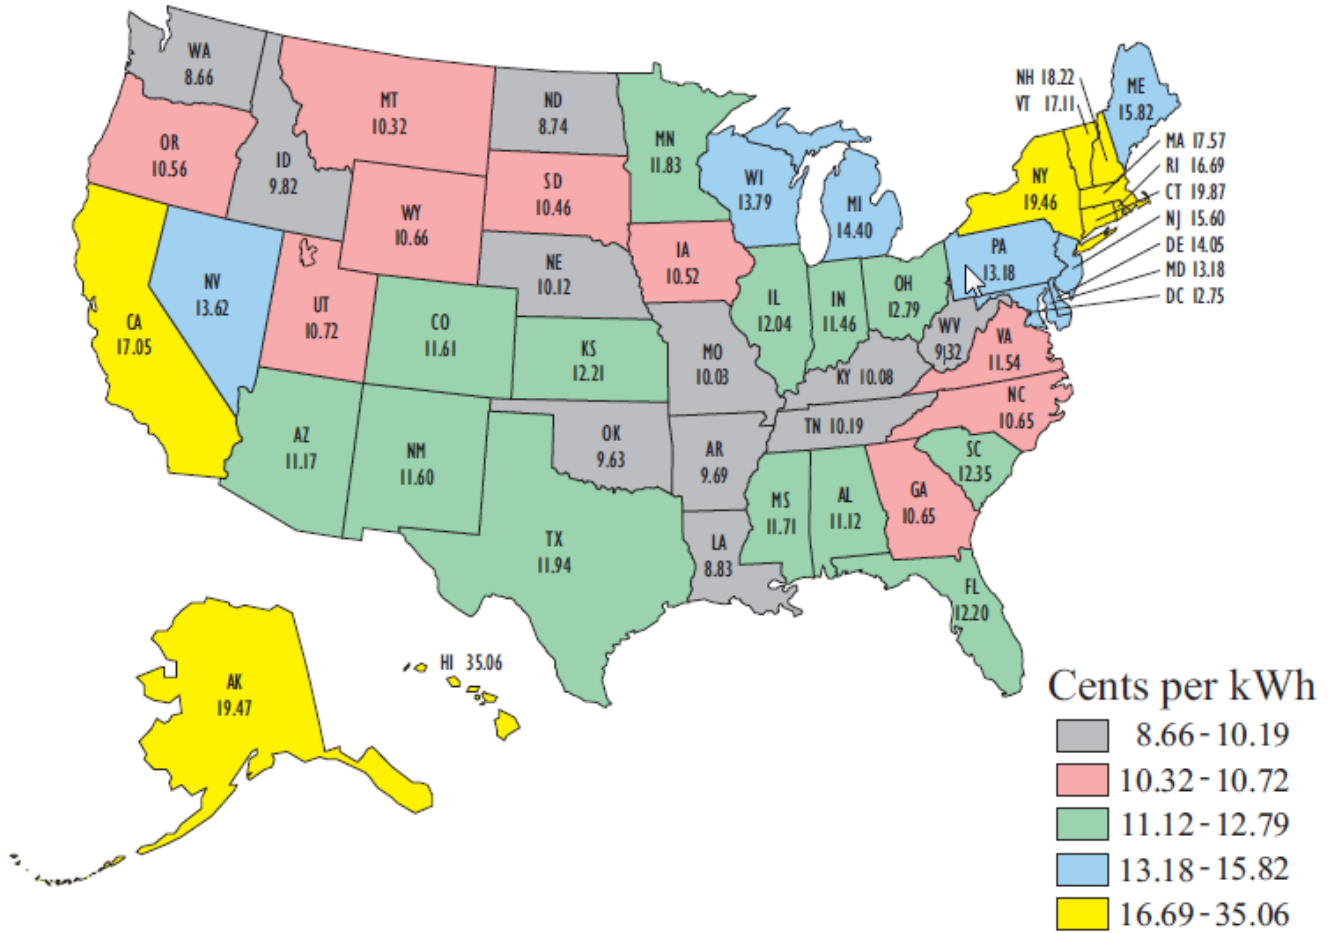 WA
8.66
MT
10.32
ND
8.74
MN
11.83
OR
10.56
ID
9.82
SD
10.46
WI
13.79
MI
14.40
NH 18.22
VT 17.11
ME
15.82
MA 17.57
RI 16.69
CT 19.87
NJ 15.60
DE 14.05
MD 13.18
DC 12.75
NY
19.46
PA
13.18
WY
10.66
IA
10.52
NE
10.12
NV
13.62
UT
10.72
CO
11.61
CA
17.05
KS
12.21
MO
10.03
IL
12.04
IN
11.46
OH
12.79
WV
9.32
VA
11.54
KY 10.08
NC
10.65
TN 10.19
SC
12.35
AZ
11.17
NM
11.60
OK
9.63
AR
9.69
MS
11.71
AL
11.12
GA
10.65
TX
11.94
LA
8.83
FL
12.20
AK
19.47
HI 35.06
Cents per kWh
8.66-10.19
10.32-10.72
11.12-12.79
13.18-15.82
16.69-35.06